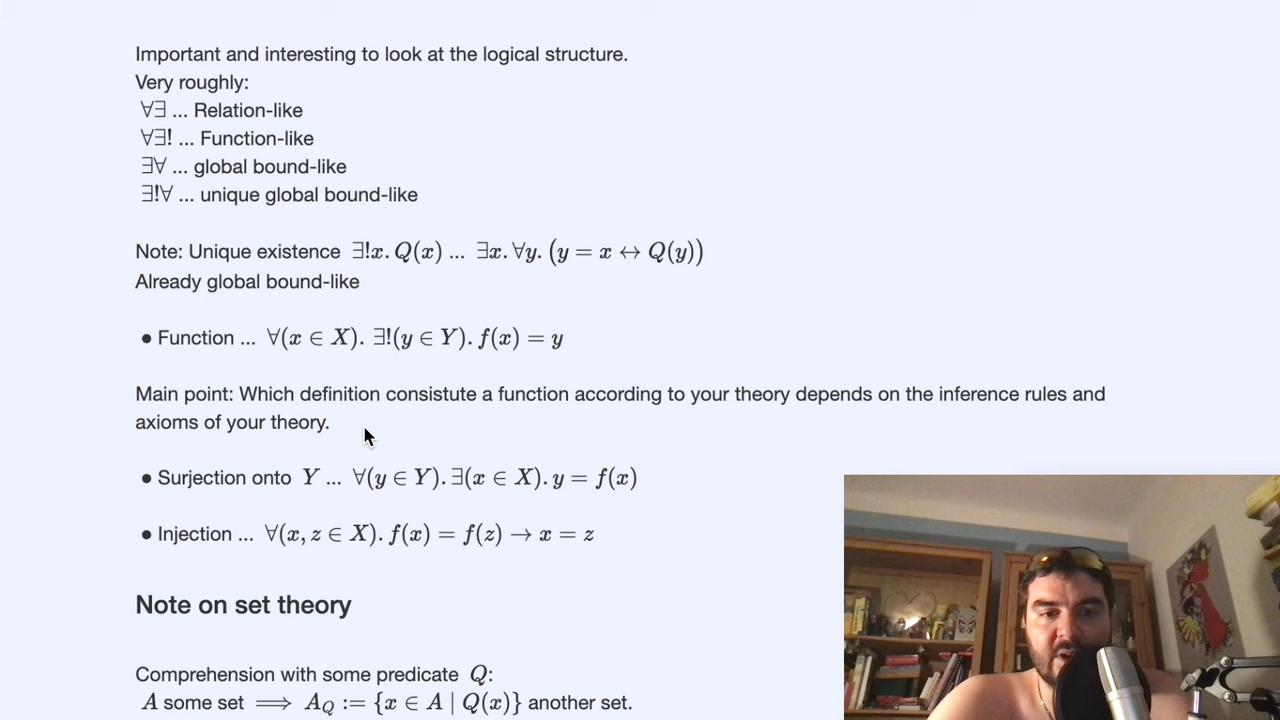 Important and interesting to look at the logical structure.
Very roughly:
∀∃ ... Relation-like
∀∃! ... Function-like
∃∀ ... global bound-like
∃!∀ ... unique global bound-like
Note: Unique existence ∃!x. Q(x) ... ∃x. ∀y. (y = x ↔ Q(y))
Already global bound-like
● Function ... ∀(x ∈ X). ∃!(y ∈ Y). f(x) = y
Main point: Which definition consistute a function according to your theory depends on the inference rules and
axioms of your theory.
● Surjection onto Y ... ∀(y ∈ Y). ∃(x ∈ X). y = f(x)
● Injection ... ∀(x, z ∈ X). f(x) = f(z) → x = z
Note on set theory
Comprehension with some predicate Q:
A some set ⟹ A_Q := {x ∈ A | Q(x)} another set.